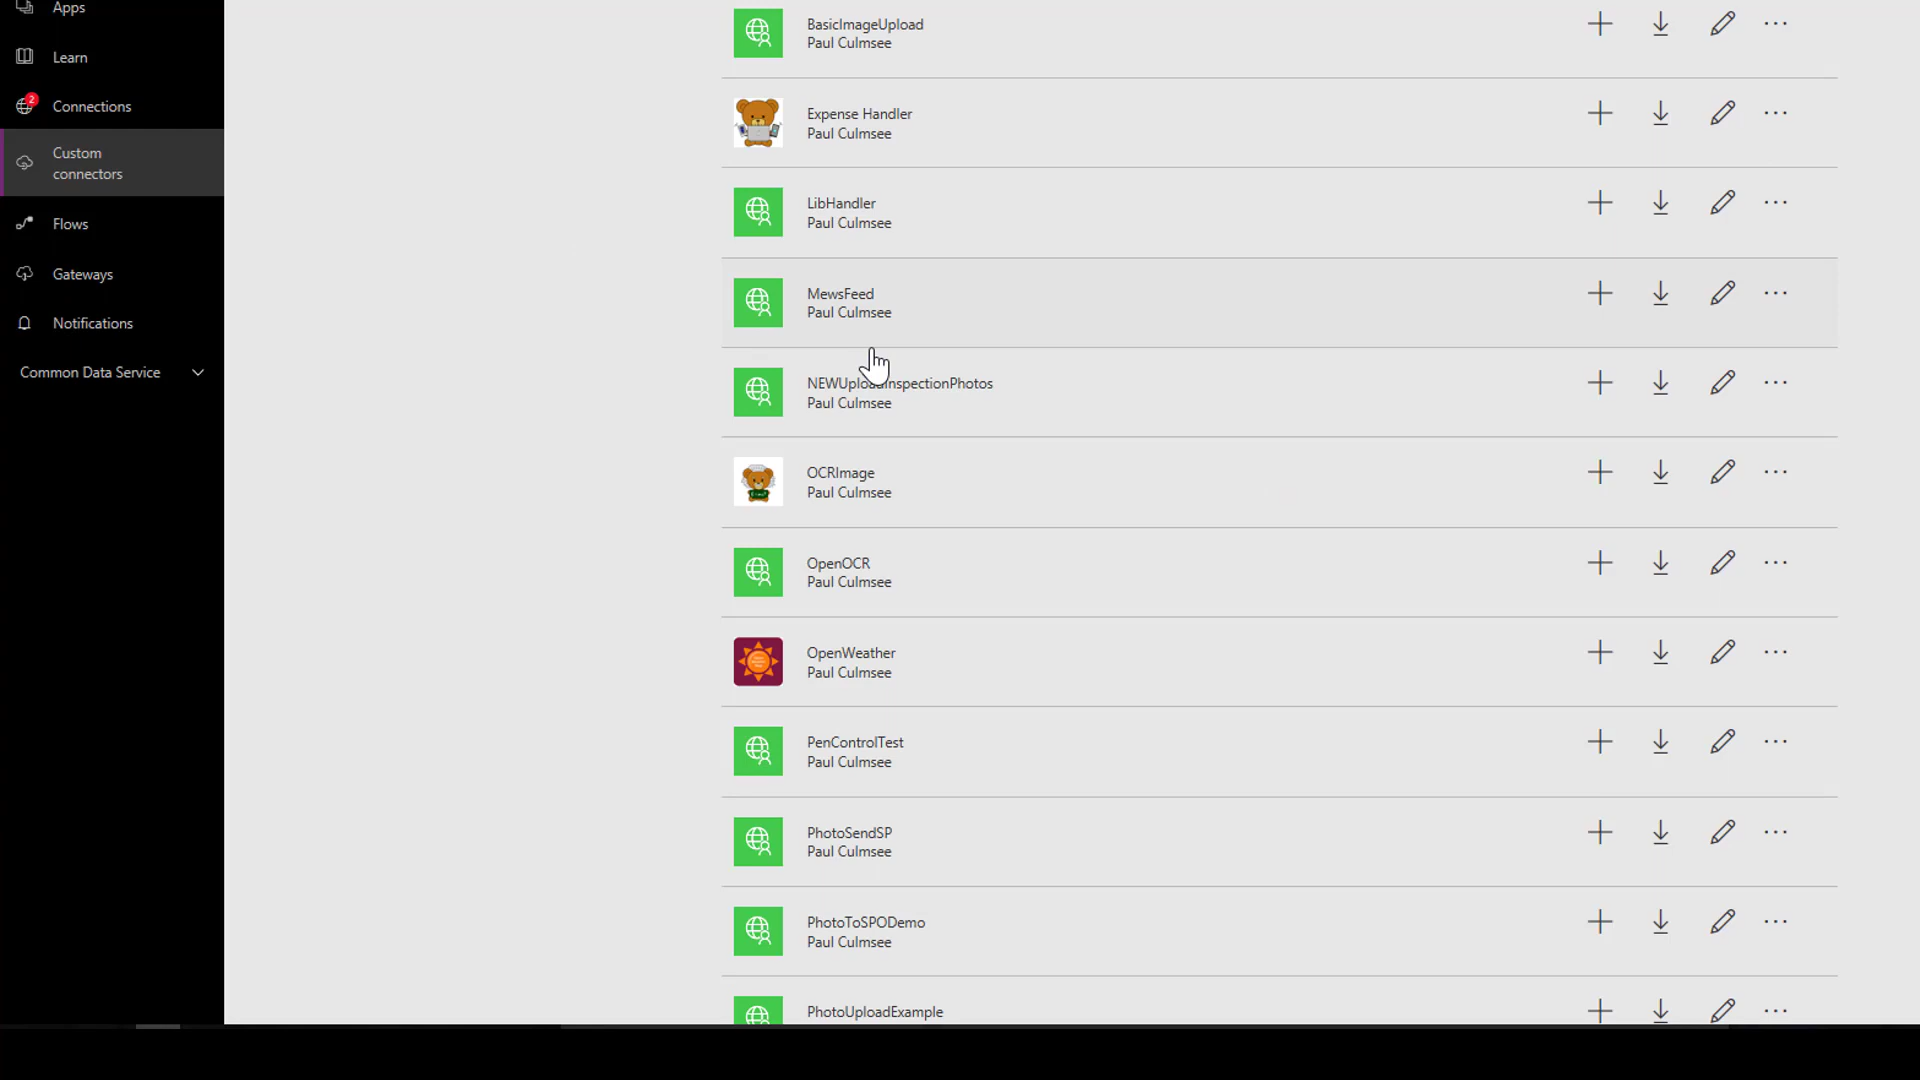 Apps
Learn
2
Connections
Custom
connectors
Flows
Gateways
Notifications
Common Data Service
BasicImageUpload
Paul Culmsee
Expense Handler
Paul Culmsee
LibHandler
Paul Culmsee
MewsFeed
Paul Culmsee
NEWUploadInspectionPhotos
Paul Culmsee
OCRImage
Paul Culmsee
OpenOCR
Paul Culmsee
OpenWeather
Paul Culmsee
PenControlTest
Paul Culmsee
PhotoSendSP
Paul Culmsee
PhotoToSPODemo
Paul Culmsee
PhotoUploadExample